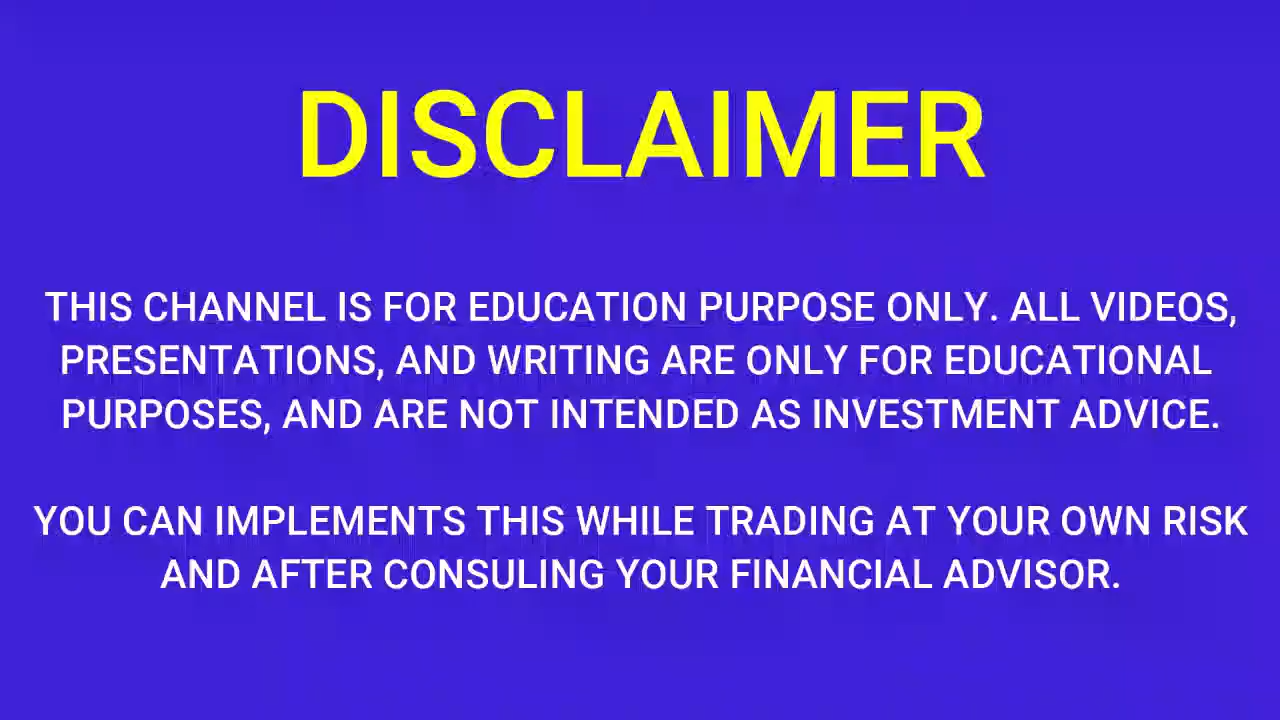 DISCLAIMER
THIS CHANNEL IS FOR EDUCATION PURPOSE ONLY. ALL VIDEOS,
PRESENTATIONS, AND WRITING ARE ONLY FOR EDUCATIONAL
PURPOSES, AND ARE NOT INTENDED AS INVESTMENT ADVICE.
YOU CAN IMPLEMENTS THIS WHILE TRADING AT YOUR OWN RISK
AND AFTER CONSULING YOUR FINANCIAL ADVISOR.